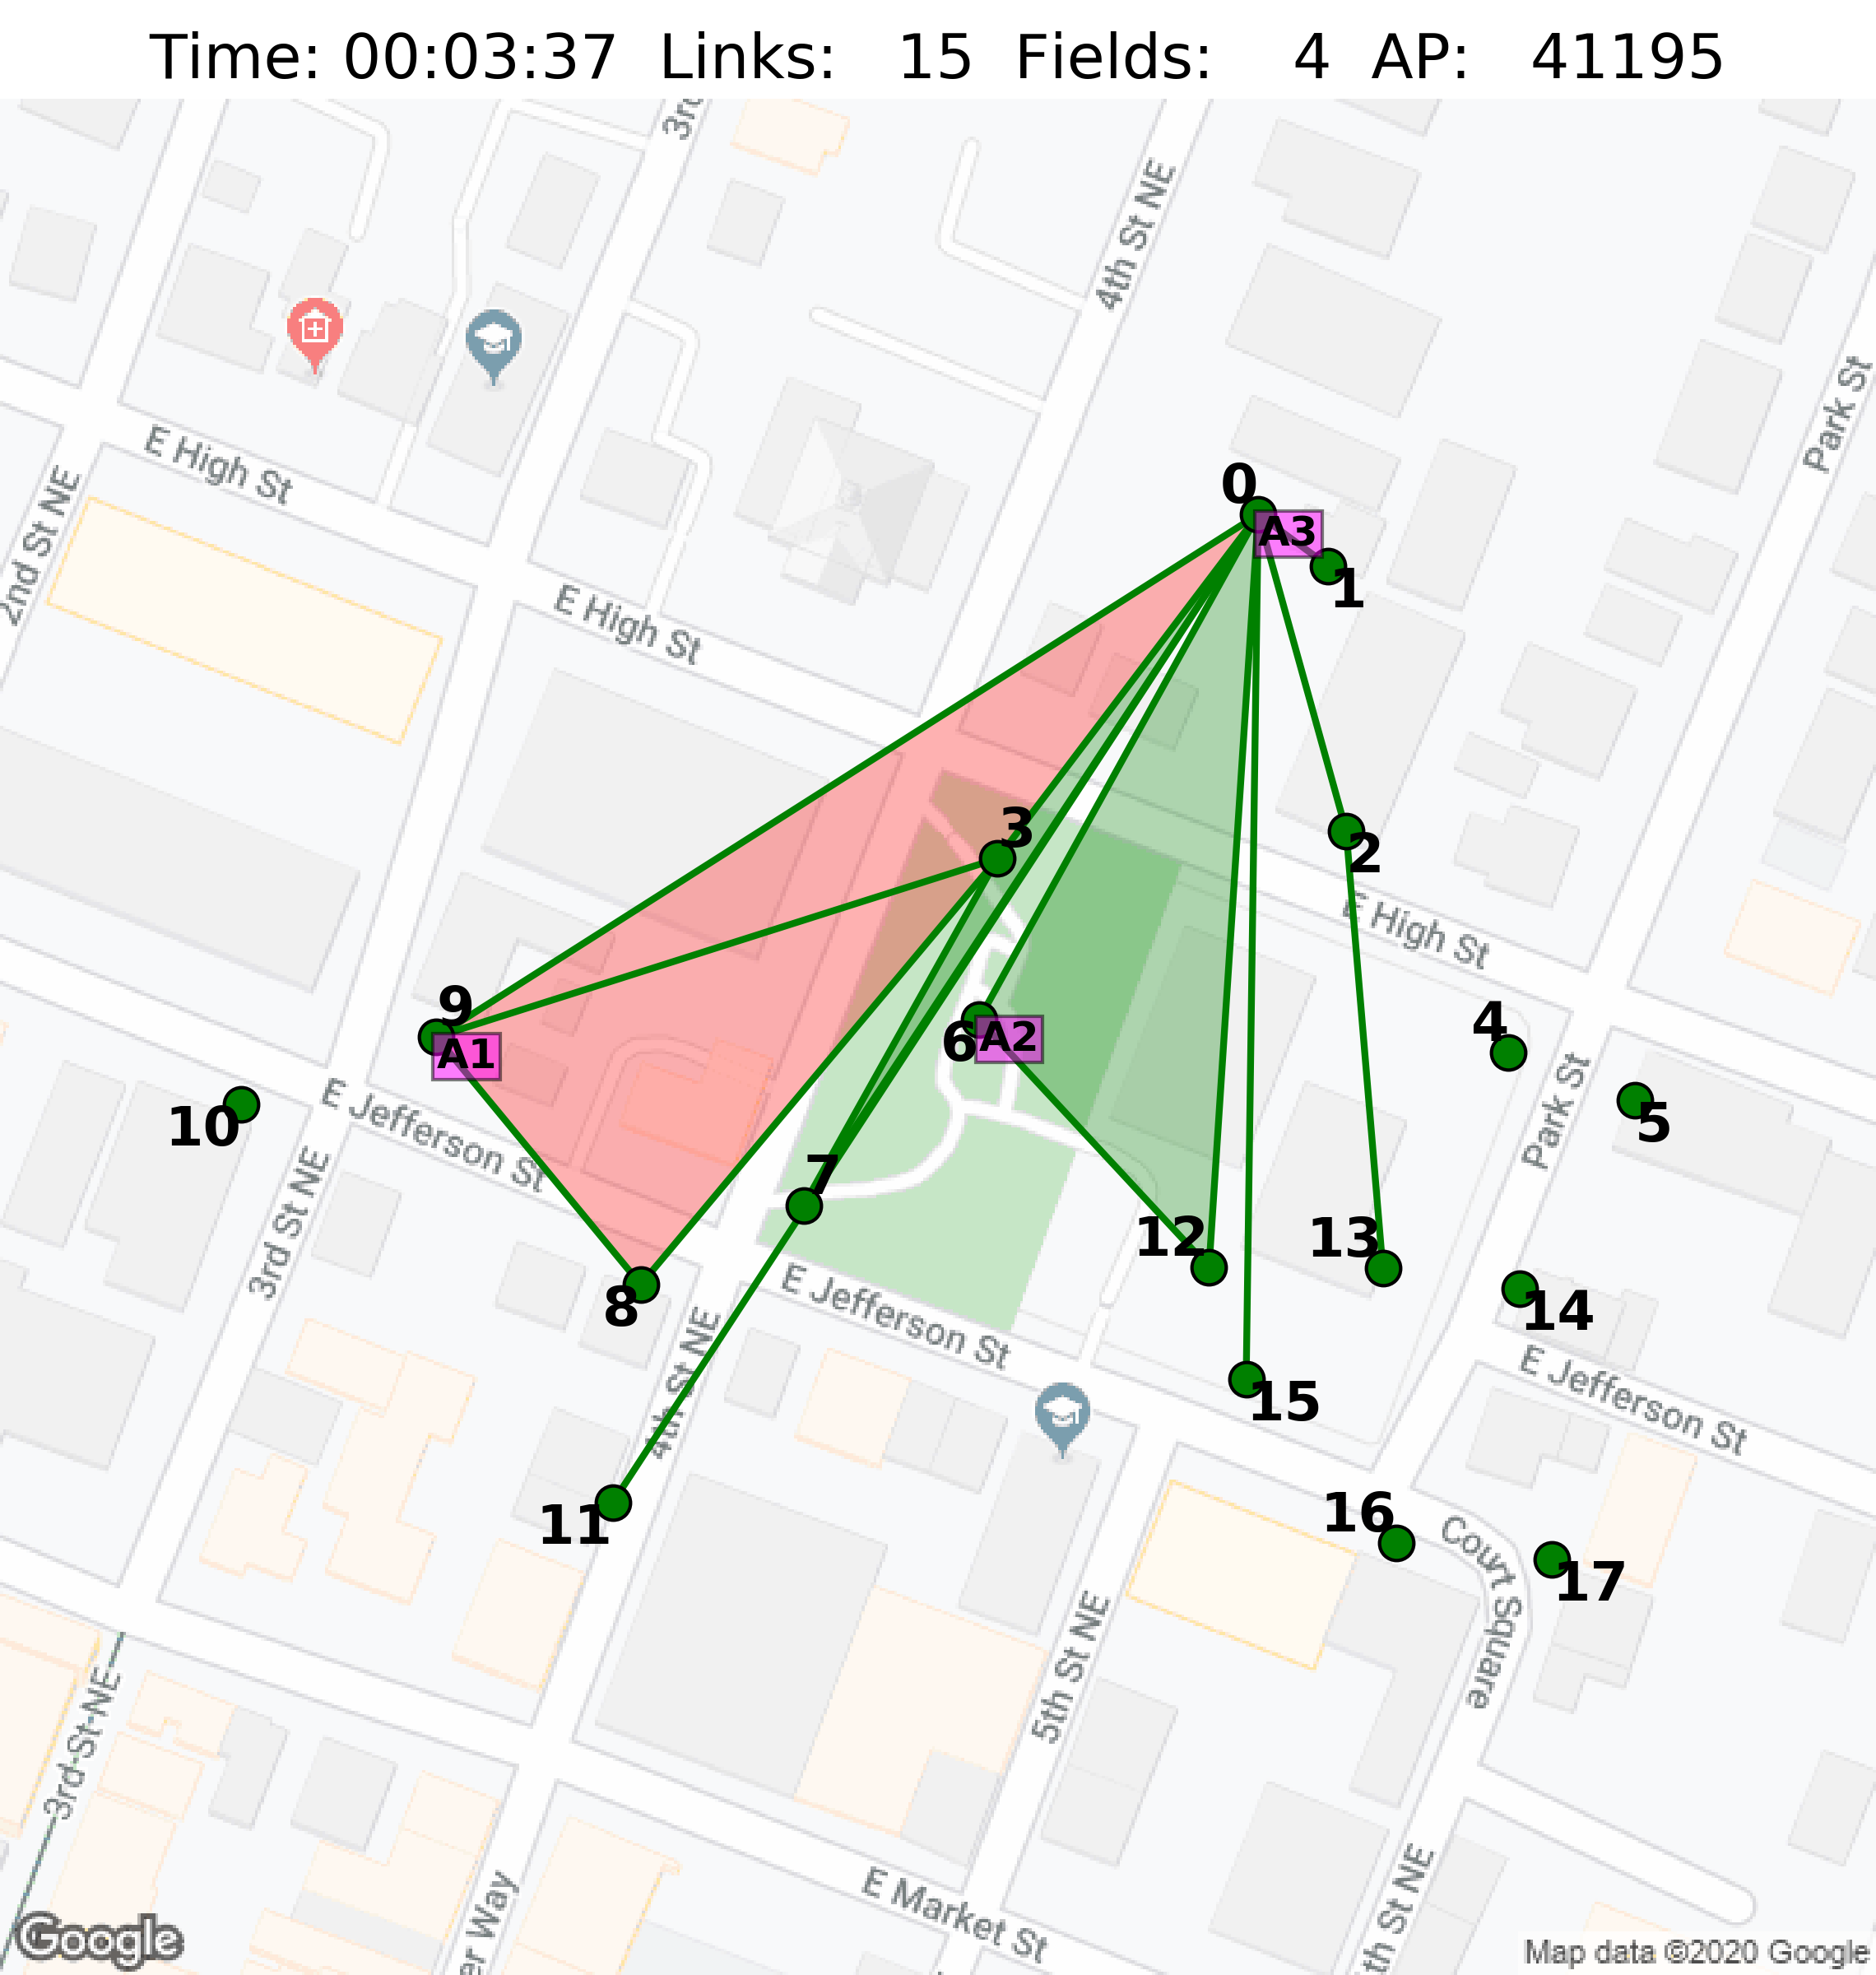 Time: 00:03:37 Links: 15 Fields: 4 AP: 41195
3rd
4th St NE
Park St
E High St
2nd St NE
0
A3
1
E High St
3
2
E High St
9
A1
6
A2
4
5
10
E Jefferson St
Park St
7
3rd St NE
12
13
8
14
E Jefferson St
4th St NE
E Jefferson St
15
11
16
Court Square
17
5th St NE
3rd St NE
E Market St
er Way
th St NE
Google
Map data ©2020 Google